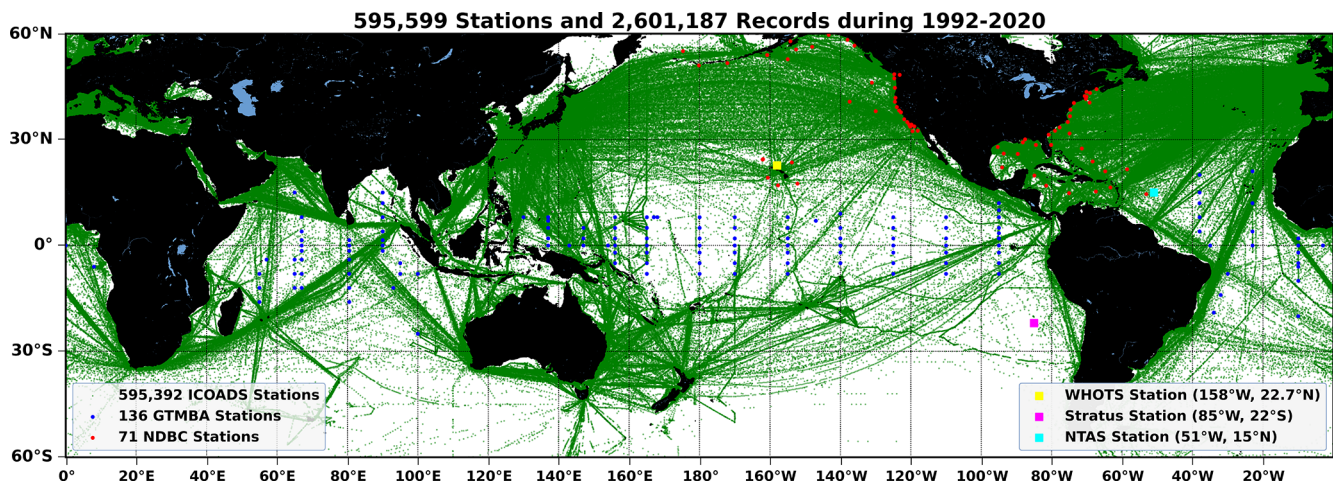 595,599 Stations and 2,601,187 Records during 1992-2020
60°N
30°N
0°
30°S
60°S
595,392 ICOADS Stations
136 GTMBA Stations
71 NDBC Stations
WHOTS Station (158°W, 22.7°N)
Stratus Station (85°W, 22°S)
NTAS Station (51°W, 15°N)
0° 20°E 40°E 60°E 80°E 100°E 120°E 140°E 160°E 180° 160°W 140°W 120°W 100°W 80°W 60°W 40°W 20°W